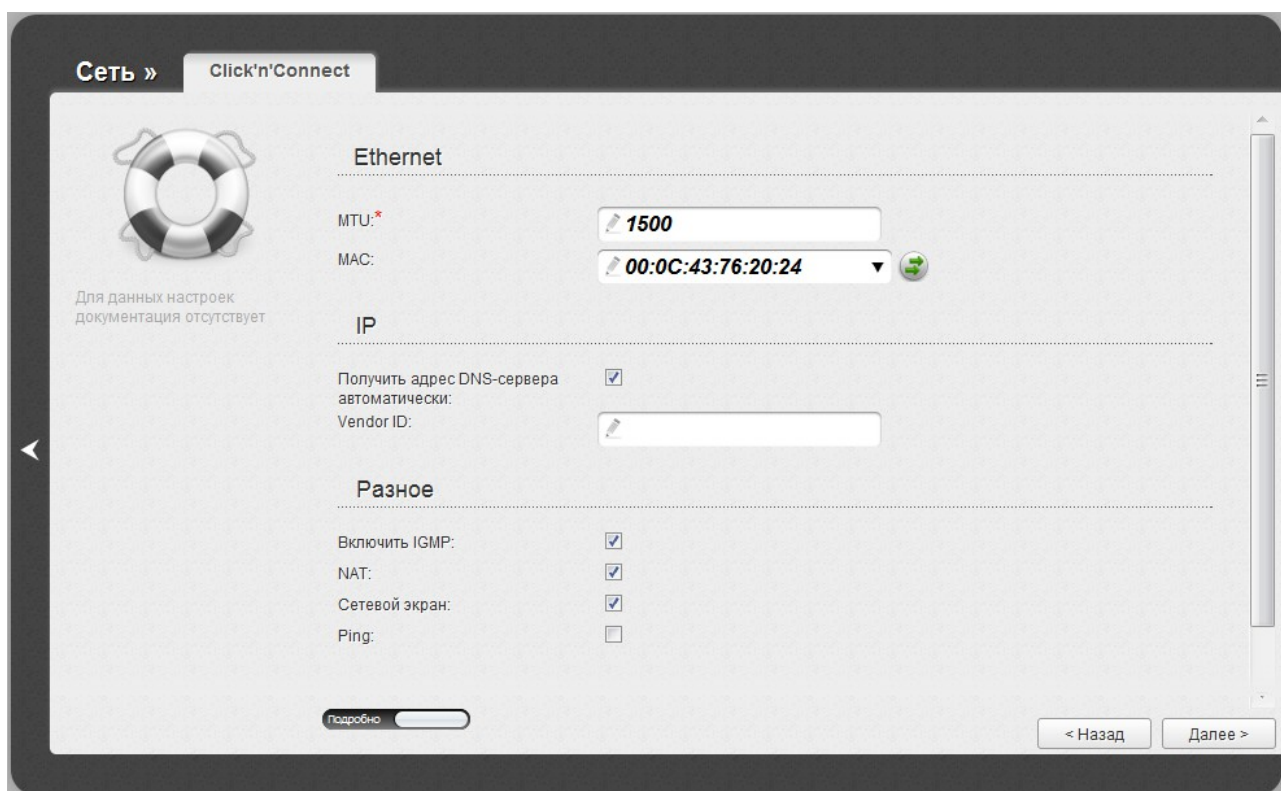 Сеть »
Click'n'Connect
Для данных настроек
документация отсутствует
Ethernet
MTU:*
1500
MAC:
00:0C:43:76:20:24
IP
Получить адрес DNS-сервера
автоматически:
Vendor ID:
Разное
Включить IGMP:
NAT:
Сетевой экран:
Ping:
Подробно
< Назад
Далее >